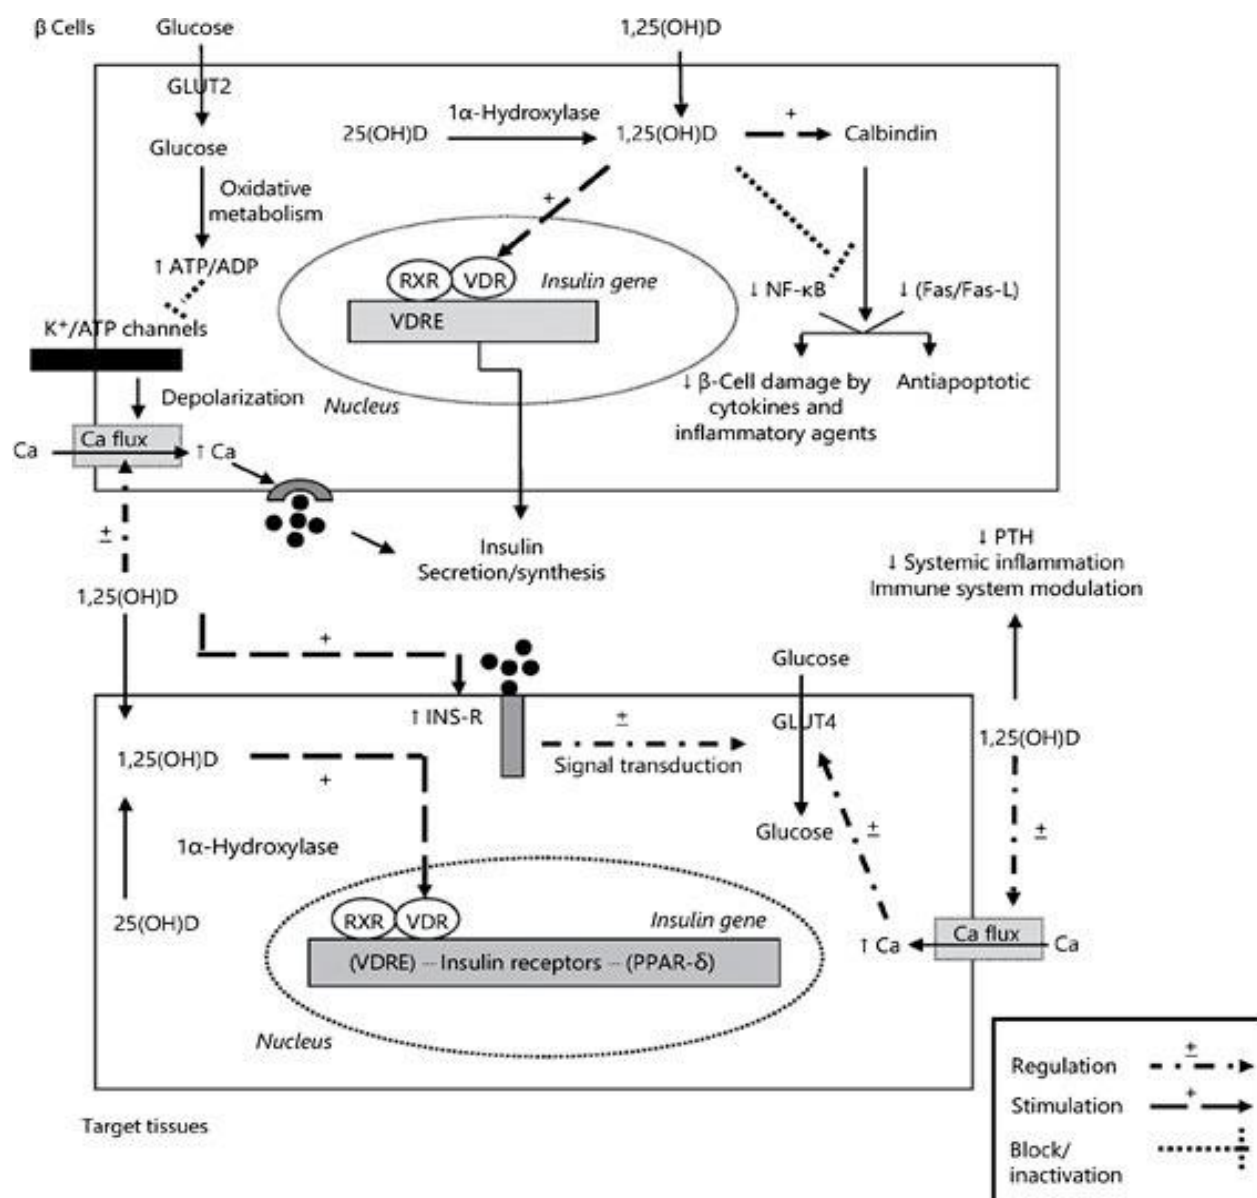 β Cells
Glucose
1,25(OH)D
GLUT2
Glucose
Oxidative
metabolism
↑ ATP/ADP
K⁺/ATP channels
Depolarization
Ca
Ca flux
↑ Ca
25(OH)D
1α-Hydroxylase
1,25(OH)D
+
Calbindin
+
RXR
VDR
Insulin gene
VDRE
Nucleus
↓ NF-κB
↓ (Fas/Fas-L)
↓ β-Cell damage by
cytokines and
inflammatory agents
Antiapoptotic
±
Insulin
Secretion/synthesis
↓ PTH
↓ Systemic inflammation
Immune system modulation
1,25(OH)D
+
Glucose
↑ INS-R
±
Signal transduction
GLUT4
1,25(OH)D
1,25(OH)D
+
Glucose
±
±
1α-Hydroxylase
25(OH)D
RXR
VDR
Insulin gene
(VDRE) – Insulin receptors – (PPAR-δ)
Nucleus
↑ Ca
Ca flux
Ca
Target tissues
Regulation
±
Stimulation
+
Block/
inactivation